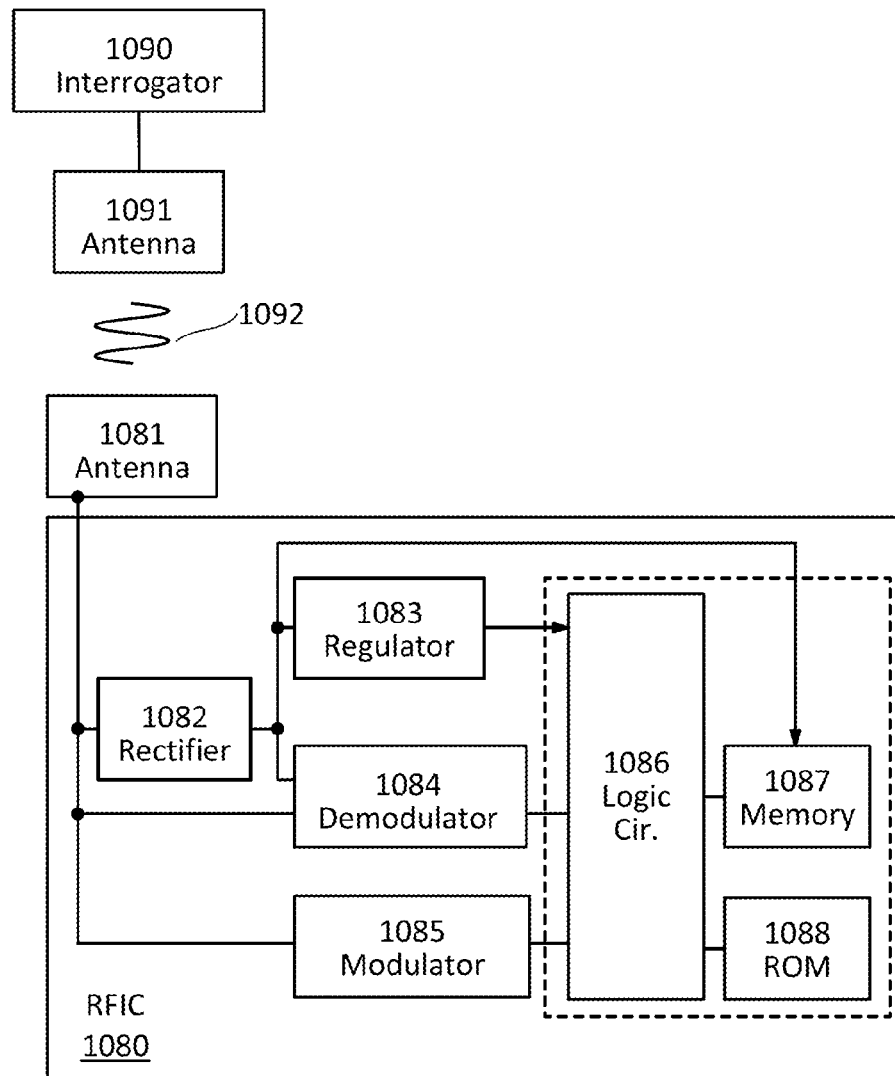 1090
Interrogator
1091
Antenna
1092
1081
Antenna
1083
Regulator
1082
Rectifier
1084
Demodulator
1086
Logic
Cir.
1087
Memory
1085
Modulator
1088
ROM
RFIC
1080